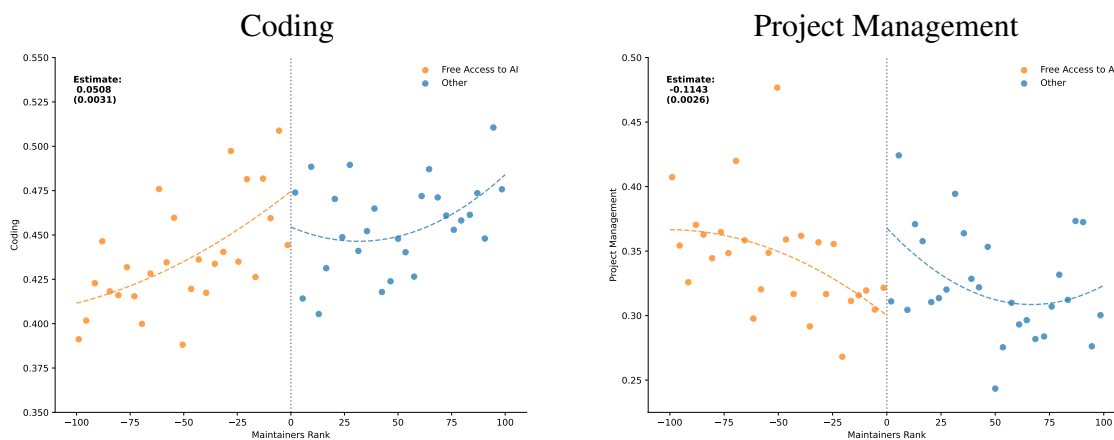 Coding
Project Management
0.550
0.525
0.500
0.475
0.450
0.425
0.400
0.375
0.350
Coding
Estimate:
0.0508
(0.0031)
Free Access to AI
Other
−100 −75 −50 −25 0 25 50 75 100
Maintainers Rank
0.50
0.45
0.40
0.35
0.30
0.25
Project Management
Estimate:
-0.1143
(0.0026)
Free Access to A
Other
−100 −75 −50 −25 0 25 50 75 100
Maintainers Rank